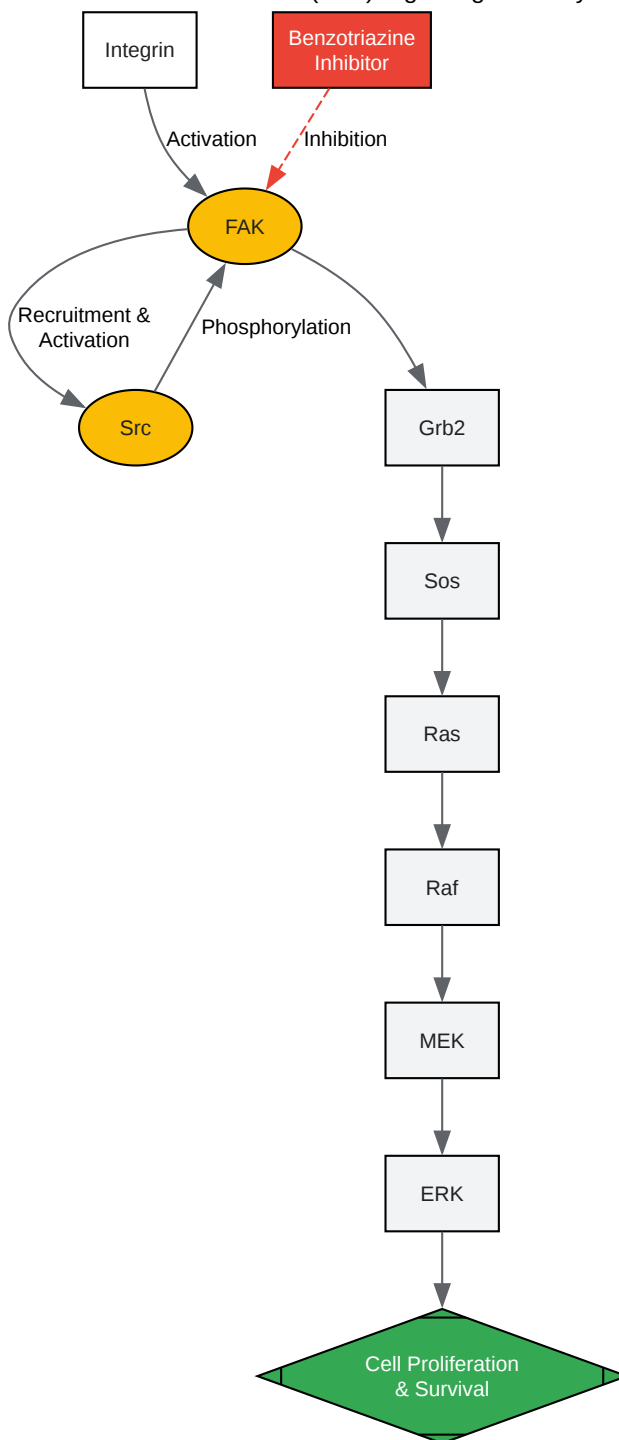 Integrin
Benzotriazine
Inhibitor
Activation
Inhibition
FAK
Recruitment &
Activation
Phosphorylation
Src
Grb2
Sos
Ras
Raf
MEK
ERK
Cell Proliferation
& Survival